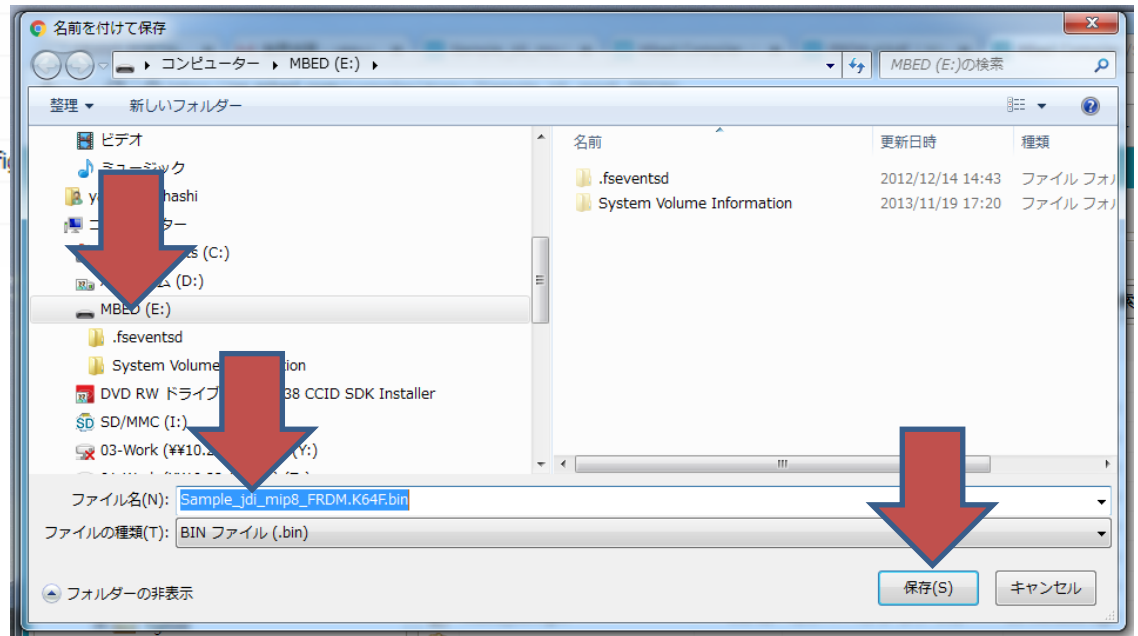 名前を付けて保存
コンピューター ▸ MBED (E:) ▸
MBED (E:)の検索
整理 ▼ 新しいフォルダー
ビデオ
ミュージック
hashi
(C:)
(D:)
MBED (E:)
.fseventsd
System Volume
DVD RW ドライブ 38 CCID SDK Installer
SD/MMC (I:)
03-Work (¥¥10. (Y:)
名前 更新日時 種類
.fseventsd 2012/12/14 14:43 ファイル フォ
System Volume Information 2013/11/19 17:20 ファイル フォ
ファイル名(N): Sample_jdi_mip8_FRDM.K64F.bin
ファイルの種類(T): BIN ファイル (.bin)
フォルダーの非表示
保存(S) キャンセル